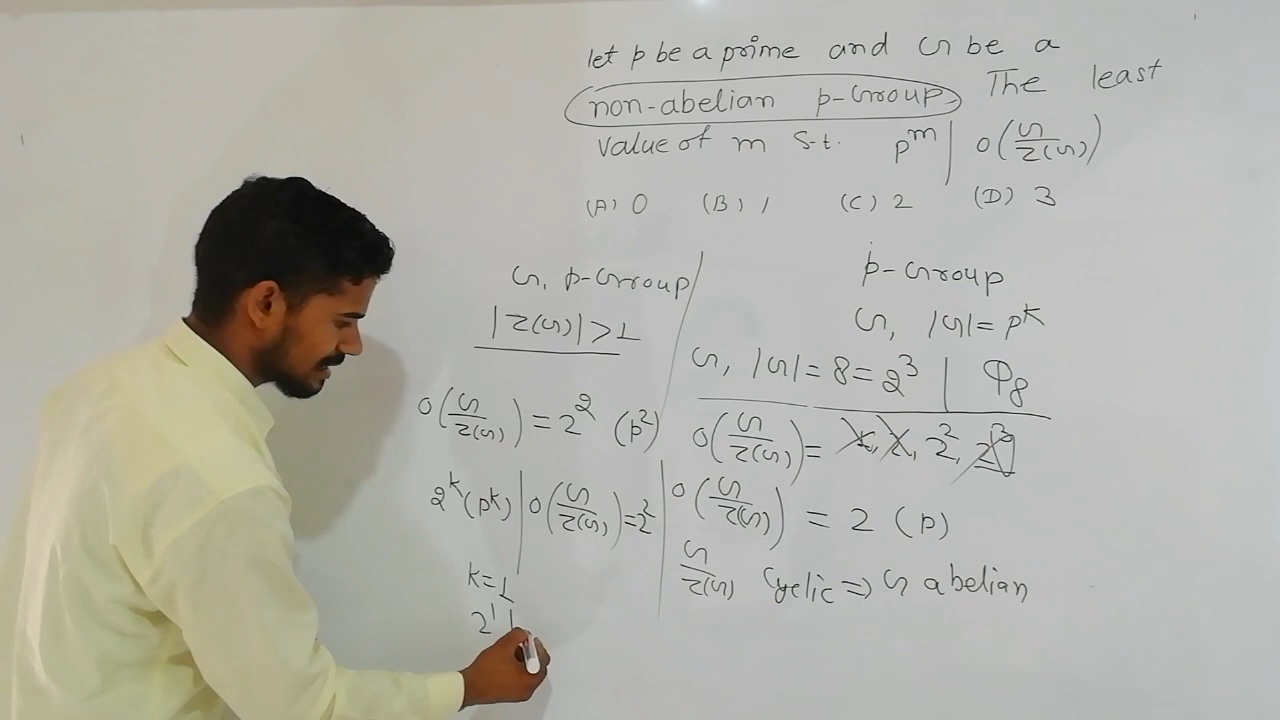 let p be a prime and G be a
non-abelian p-Group. The least
value of m s.t. p^m | o(G/Z(G))
(A) 0 (B) 1 (C) 2 (D) 3
G, p-Group
|Z(G)| > 1
o(G/Z(G)) = 2^2 (p^2)
2^k (p^k) | o(G/Z(G)) = 2^2
k = 1
2^1 |
p-Group
G, |G| = p^k
G, |G| = 8 = 2^3 | Q8
o(G/Z(G)) = 1, 2, 2^2, 2^3
o(G/Z(G)) = 2 (p)
G/Z(G) Cyclic => G abelian